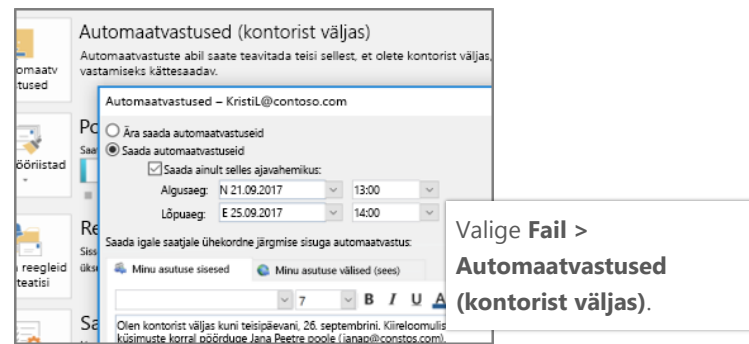 Automaatvastused (kontorist väljas)
Automaatvastuste abil saate teavitada teisi sellest, et olete kontorist väljas,
vastamiseks kättesaadav.
Automaatvastused – KristiL@contoso.com
Ära saada automaatvastuseid
Saada automaatvastuseid
Saada ainult selles ajavahemikus:
Algusaeg: N 21.09.2017 13:00
Lõpuaeg: E 25.09.2017 14:00
Saada igale saatjale ühekordne järgmise sisuga automaatvastus:
Minu asutuse sisesed Minu asutuse välised (sees)
7 B I U A
Olen kontorist väljas kuni teisipäevani, 26. septembrini. Kiireloomulis
küsimuste korral pöörduge Jana Peetre poole (janap@constos.com).
Valige Fail >
Automaatvastused
(kontorist väljas).